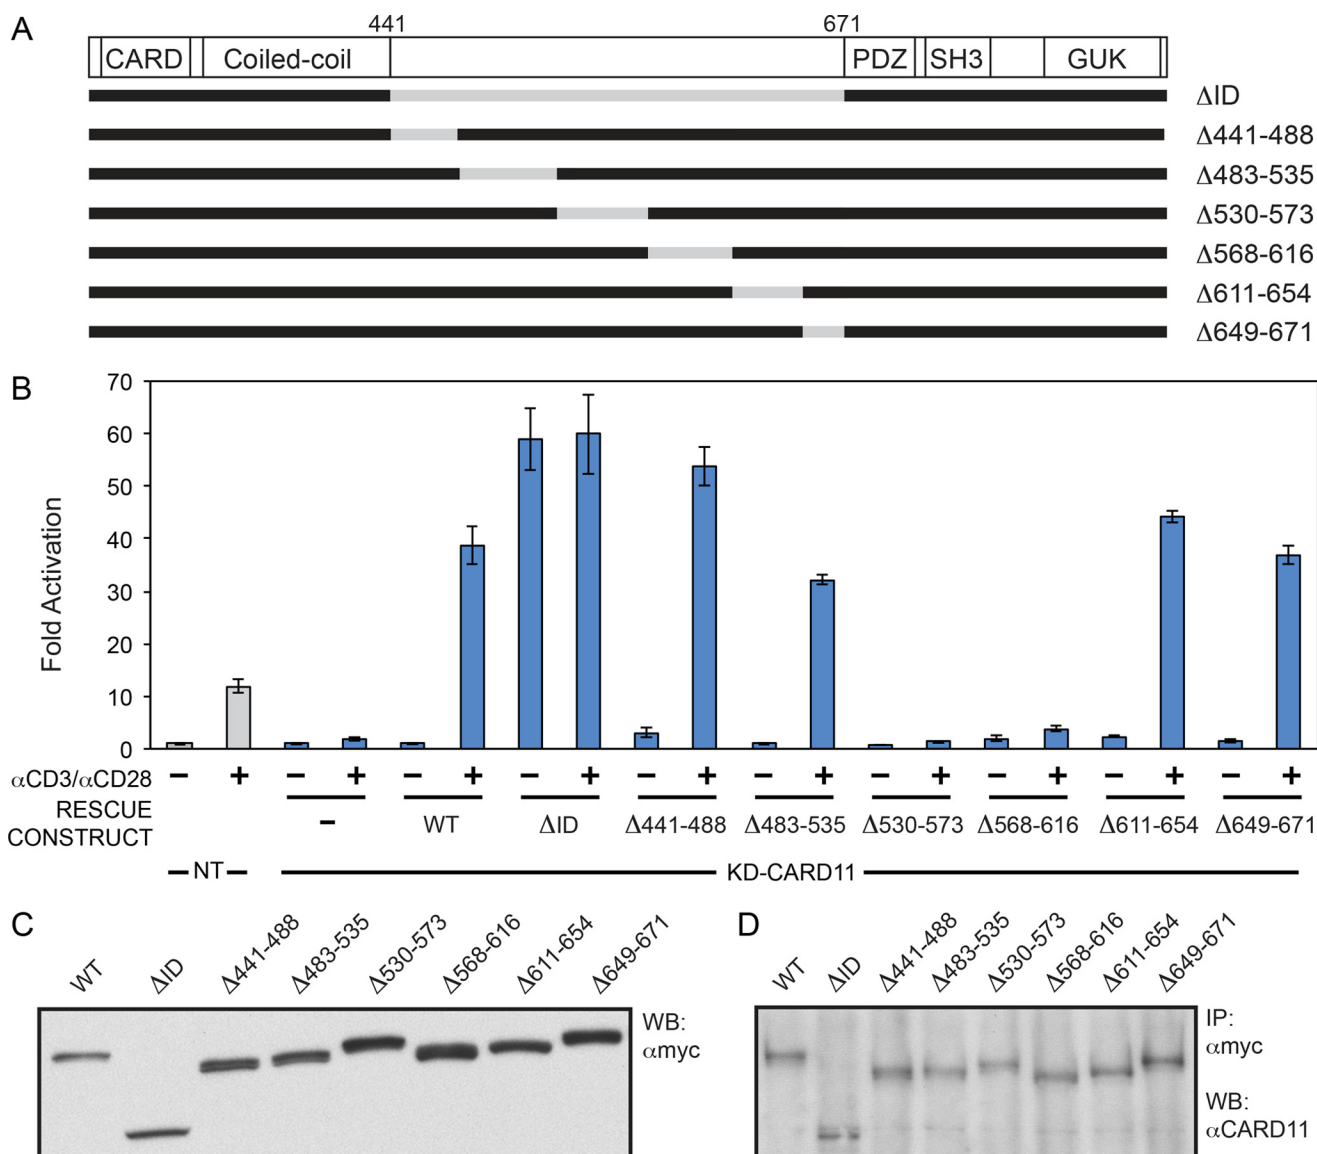 A
441 671
CARD Coiled-coil PDZ SH3 GUK
ΔID
Δ441-488
Δ483-535
Δ530-573
Δ568-616
Δ611-654
Δ649-671
B
Fold Activation
70
60
50
40
30
20
10
0
αCD3/αCD28 − + − + − + − + − + − + − + − + − + − +
RESCUE
CONSTRUCT
− WT ΔID Δ441-488 Δ483-535 Δ530-573 Δ568-616 Δ611-654 Δ649-671
NT KD-CARD11
C
WT ΔID Δ441-488 Δ483-535 Δ530-573 Δ568-616 Δ611-654 Δ649-671
WB:
αmyc
D
WT ΔID Δ441-488 Δ483-535 Δ530-573 Δ568-616 Δ611-654 Δ649-671
IP:
αmyc
WB:
αCARD11